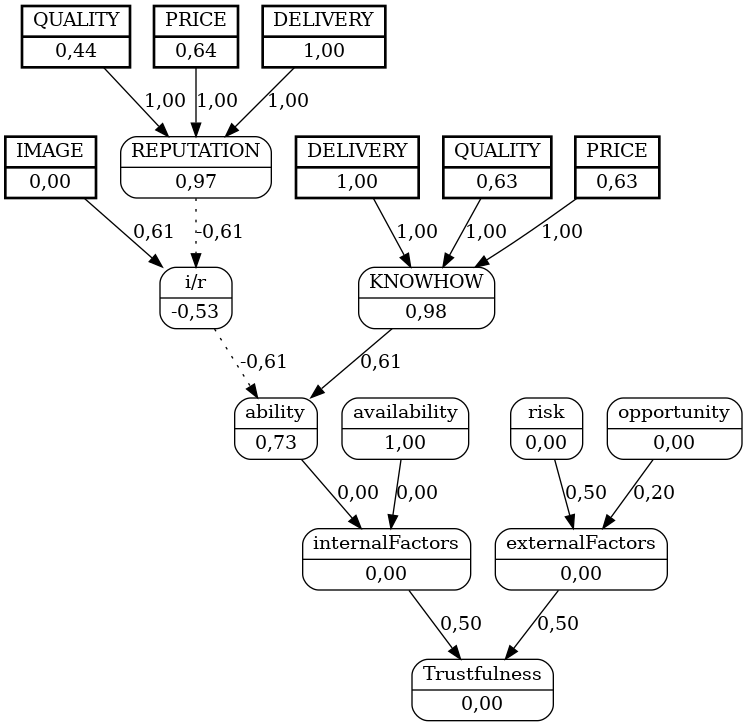 QUALITY PRICE DELIVERY
0,44 0,64 1,00
1,00 1,00 1,00
IMAGE REPUTATION DELIVERY QUALITY PRICE
0,00 0,97 1,00 0,63 0,63
0,61 -0,61 1,00 1,00 1,00
i/r KNOWHOW
-0,53 0,98
-0,61 0,61
ability availability risk opportunity
0,73 1,00 0,00 0,00
0,00 0,00 0,50 0,20
internalFactors externalFactors
0,00 0,00
0,50 0,50
Trustfulness
0,00